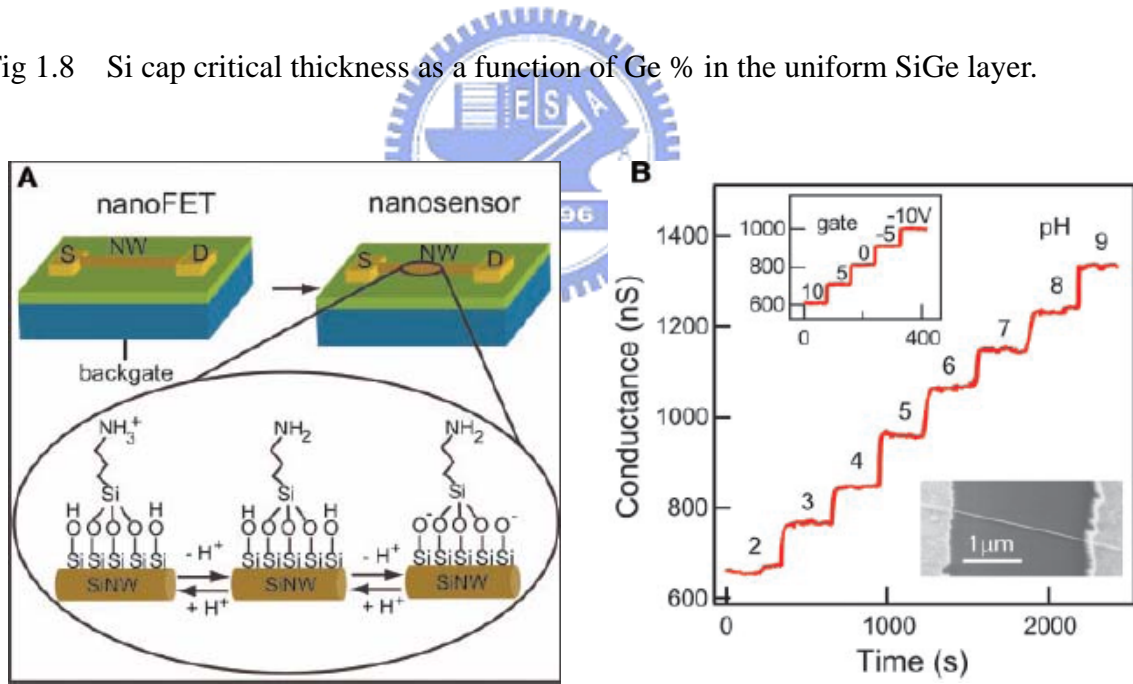 ig 1.8 Si cap critical thickness as a function of Ge % in the uniform SiGe layer.
ESA
96
A
nanoFET
nanosensor
S NW D
S NW D
backgate
NH₃⁺
NH₂
NH₂
Si
Si
Si
H H
H H
O O O O O
O O O O O
O⁻ O O O O⁻
Si Si Si Si Si
Si Si Si Si Si
Si Si Si Si Si
- H⁺
- H⁺
SiNW
SiNW
SiNW
+ H⁺
+ H⁺
B
Conductance (nS)
1400
1200
1000
800
600
gate
1000
800
600
10
5
0
-5
-10V
0
400
pH
2
3
4
5
6
7
8
9
1μm
0
1000
2000
Time (s)